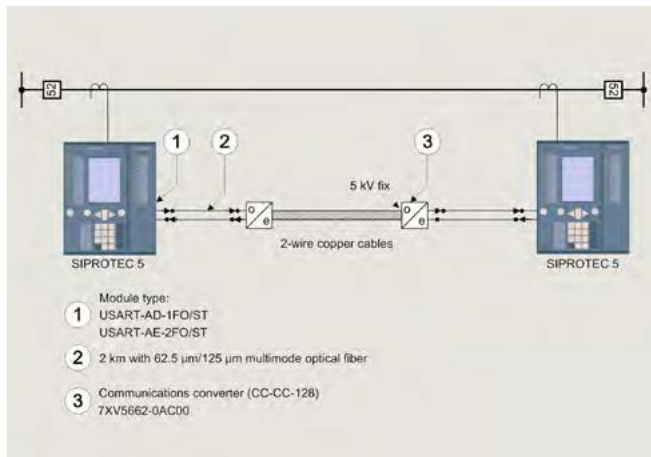 52
52
1
2
3
5 kV fix
o
e
o
e
2-wire copper cables
SIPROTEC 5
SIPROTEC 5
1
Module type:
USART-AD-1FO/ST
USART-AE-2FO/ST
2
2 km with 62.5 μm/125 μm multimode optical fiber
3
Communications converter (CC-CC-128)
7XV5662-0AC00